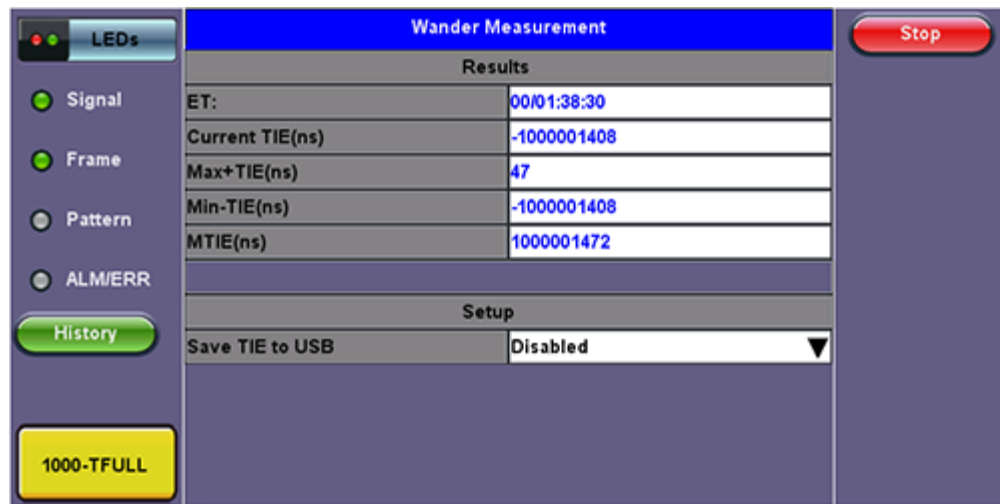 LEDs
Wander Measurement
Stop
Results
Signal
ET:
00/01:38:30
Current TIE(ns)
-1000001408
Frame
Max+TIE(ns)
47
Min-TIE(ns)
-1000001408
Pattern
MTIE(ns)
1000001472
ALM/ERR
Setup
History
Save TIE to USB
Disabled
1000-TFULL